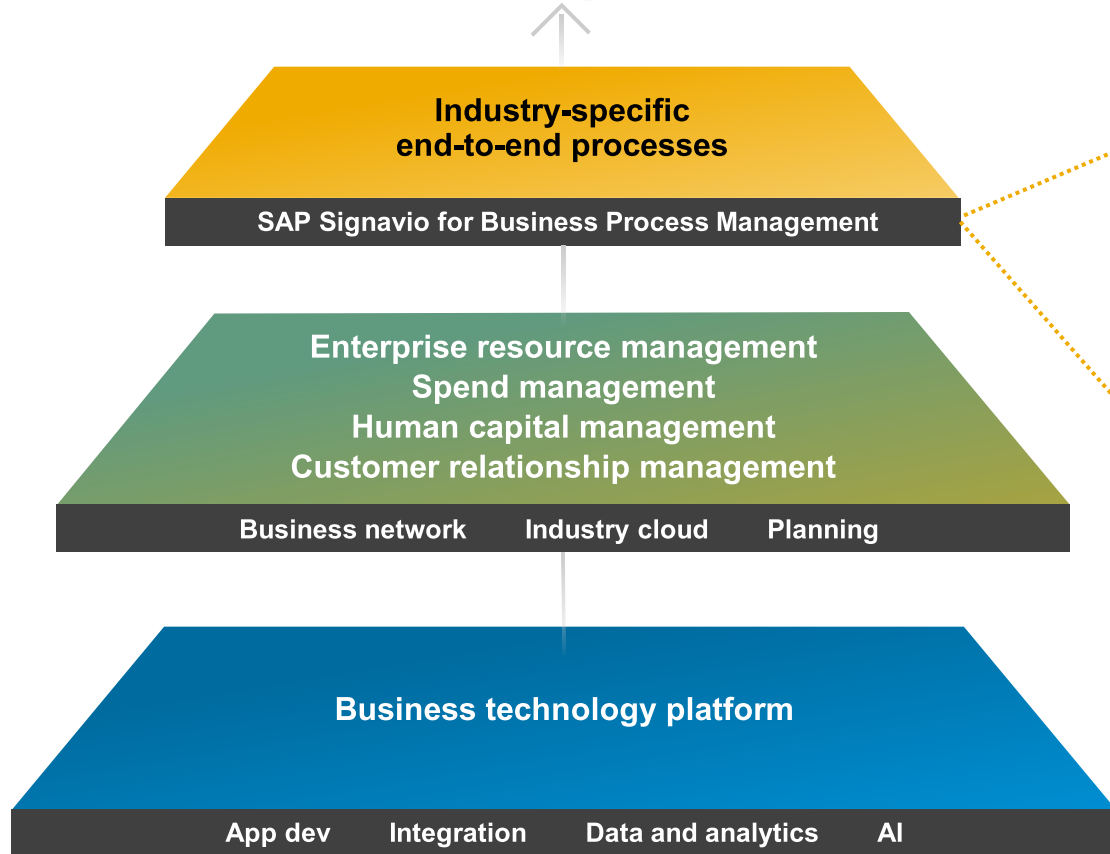 Industry-specific
end-to-end processes
SAP Signavio for Business Process Management
Enterprise resource management
Spend management
Human capital management
Customer relationship management
Business network Industry cloud Planning
Business technology platform
App dev Integration Data and analytics AI